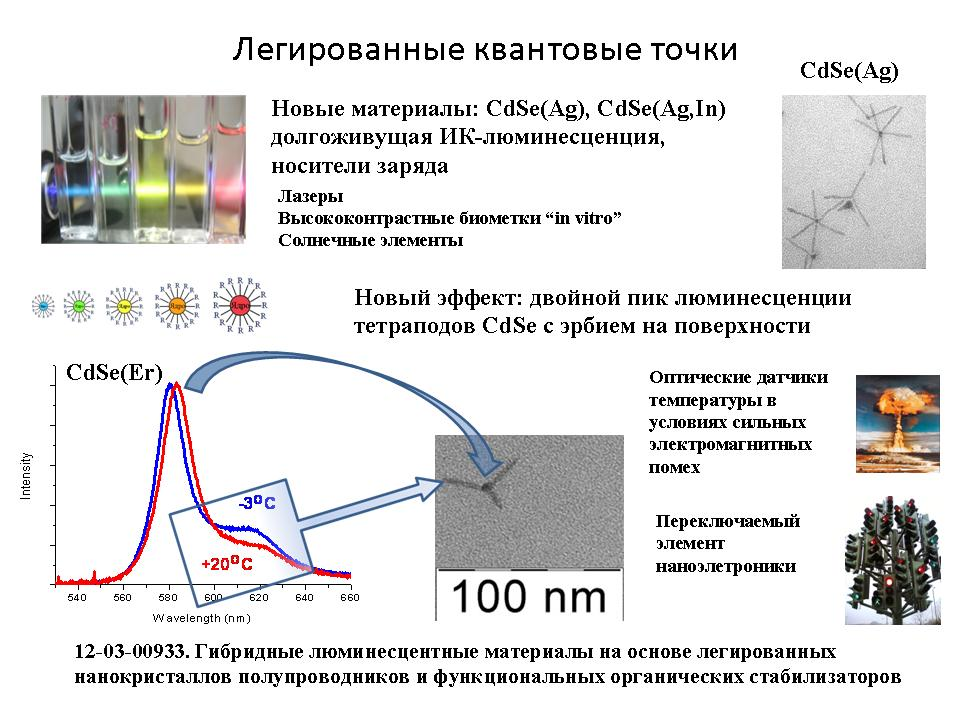 Легированные квантовые точки
CdSe(Ag)
Новые материалы: CdSe(Ag), CdSe(Ag,In)
долгоживущая ИК-люминесценция,
носители заряда
Лазеры
Высококонтрастные биометки “in vitro”
Солнечные элементы
R R R R R R R R R R R R
Ядро
Ядро
Ядро
Новый эффект: двойной пик люминесценции
тетраподов CdSe с эрбием на поверхности
CdSe(Er)
Intensity
-3⁰C
+20⁰C
540 560 580 600 620 640 660
Wavelength (nm)
100 nm
Оптические датчики
температуры в
условиях сильных
электромагнитных
помех
Переключаемый
элемент
наноэлетроники
12-03-00933. Гибридные люминесцентные материалы на основе легированных
нанокристаллов полупроводников и функциональных органических стабилизаторов